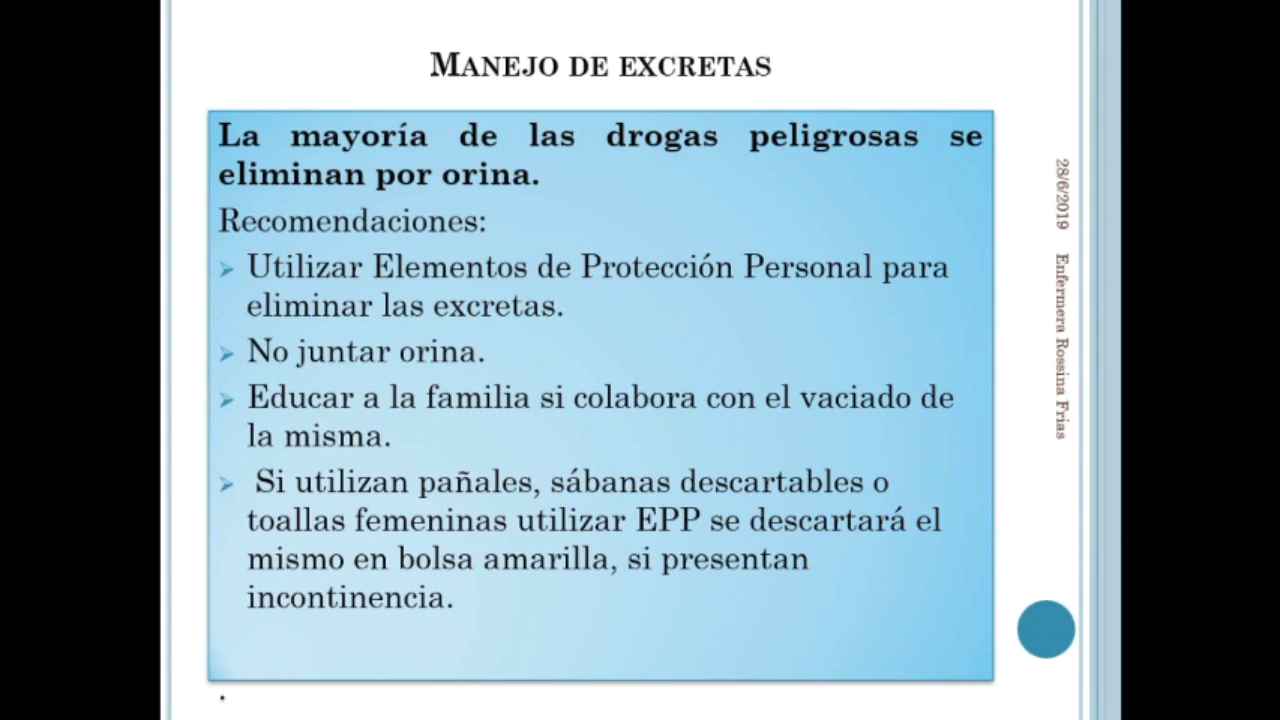 MANEJO DE EXCRETAS
La mayoría de las drogas peligrosas se
eliminan por orina.
Recomendaciones:
Utilizar Elementos de Protección Personal para
eliminar las excretas.
No juntar orina.
Educar a la familia si colabora con el vaciado de
la misma.
Si utilizan pañales, sábanas descartables o
toallas femeninas utilizar EPP se descartará el
mismo en bolsa amarilla, si presentan
incontinencia.
.
28/6/2019 Enfermera Rossina Frias